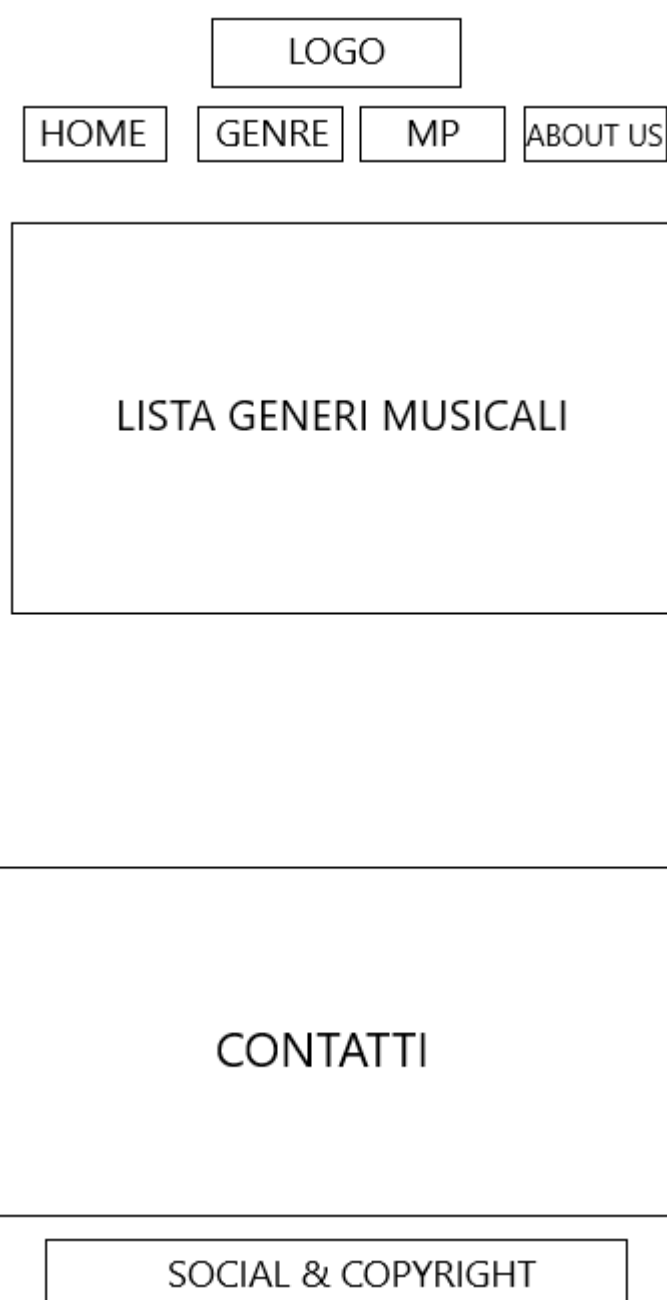 LOGO
HOME GENRE MP ABOUT US
LISTA GENERI MUSICALI
CONTATTI
SOCIAL & COPYRIGHT